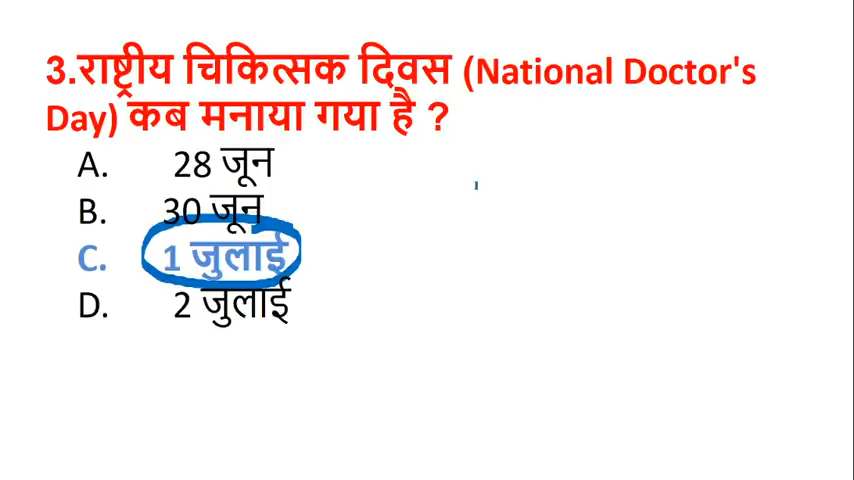 3.राष्ट्रीय चिकित्सक दिवस (National Doctor's
Day) कब मनाया गया है ?
A. 28 जून
B. 30 जून
C. 1 जुलाई
D. 2 जुलाई